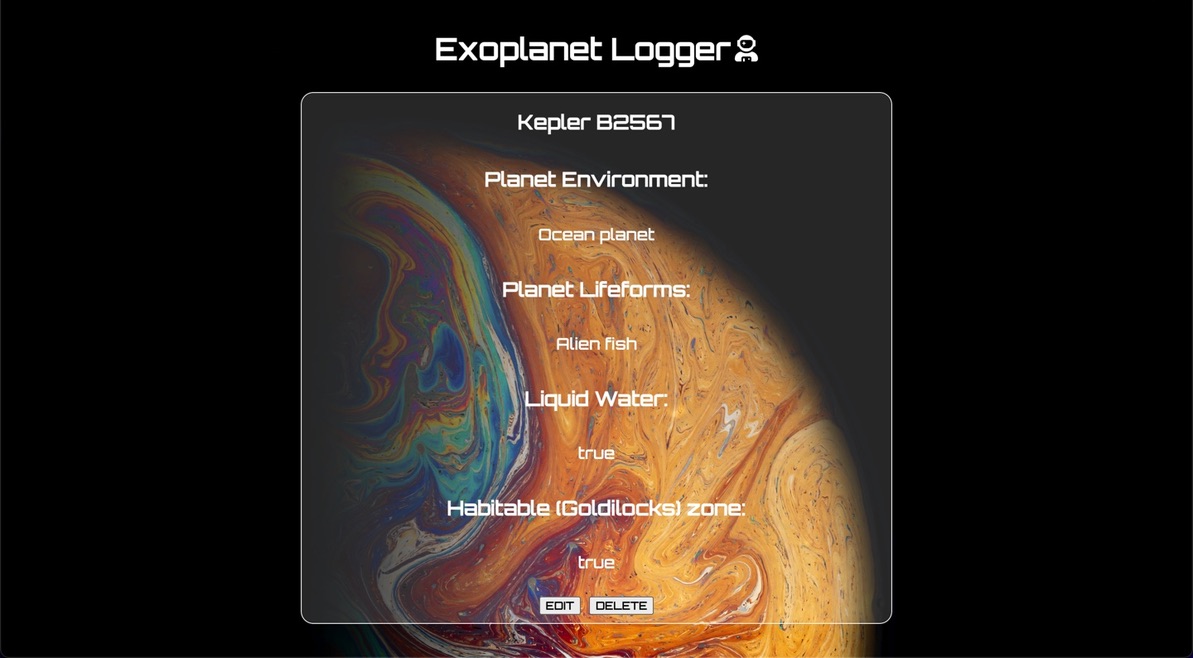 Exoplanet Logger
Kepler B2567
Planet Environment:
Ocean planet
Planet Lifeforms:
Alien fish
Liquid Water:
true
Habitable (Goldilocks) zone:
true
EDIT DELETE